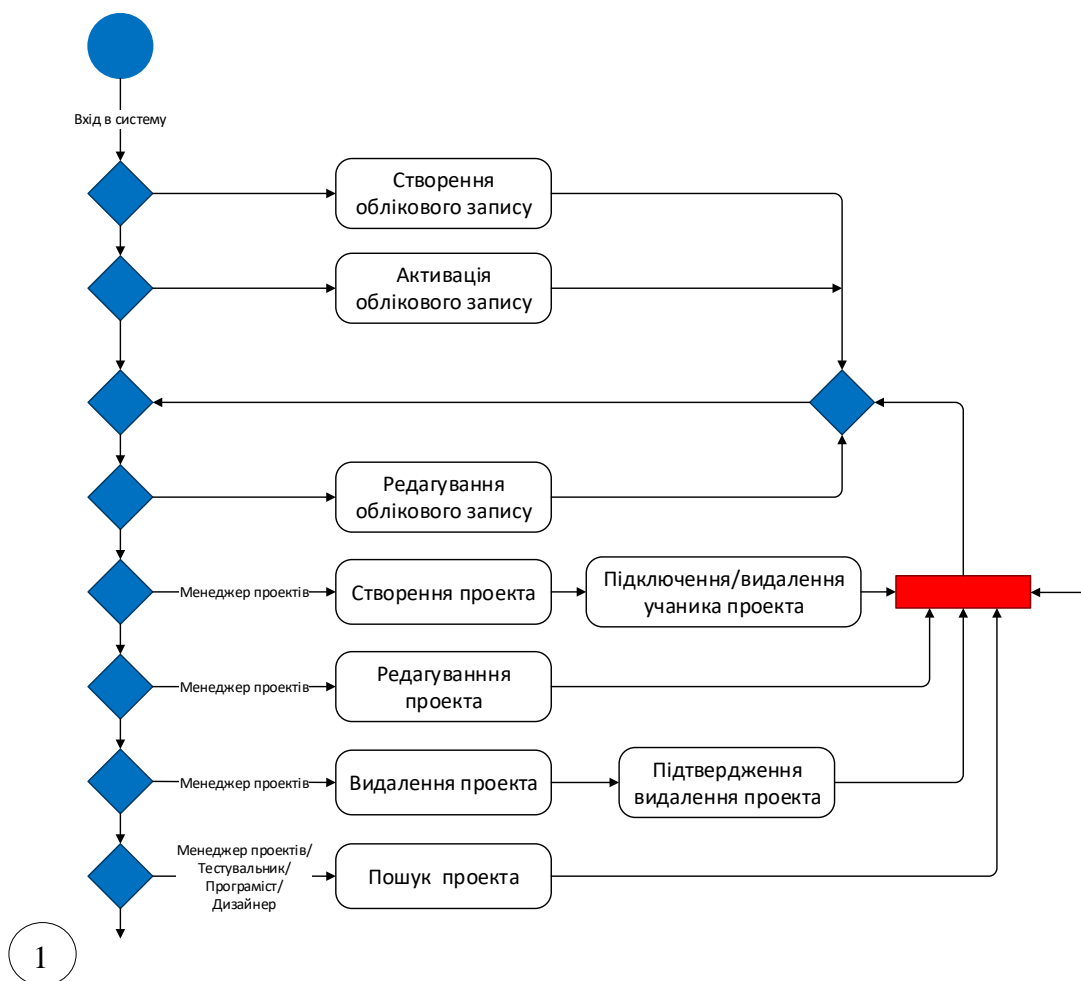 Вхід в систему
Створення
облікового запису
Активація
облікового запису
Редагування
облікового запису
Менеджер проектів
Створення проекта
Підключення/видалення
учаника проекта
Менеджер проектів
Редагуванння
проекта
Менеджер проектів
Видалення проекта
Підтвердження
видалення проекта
Менеджер проектів/
Тестувальник/
Програміст/
Дизайнер
Пошук проекта
1